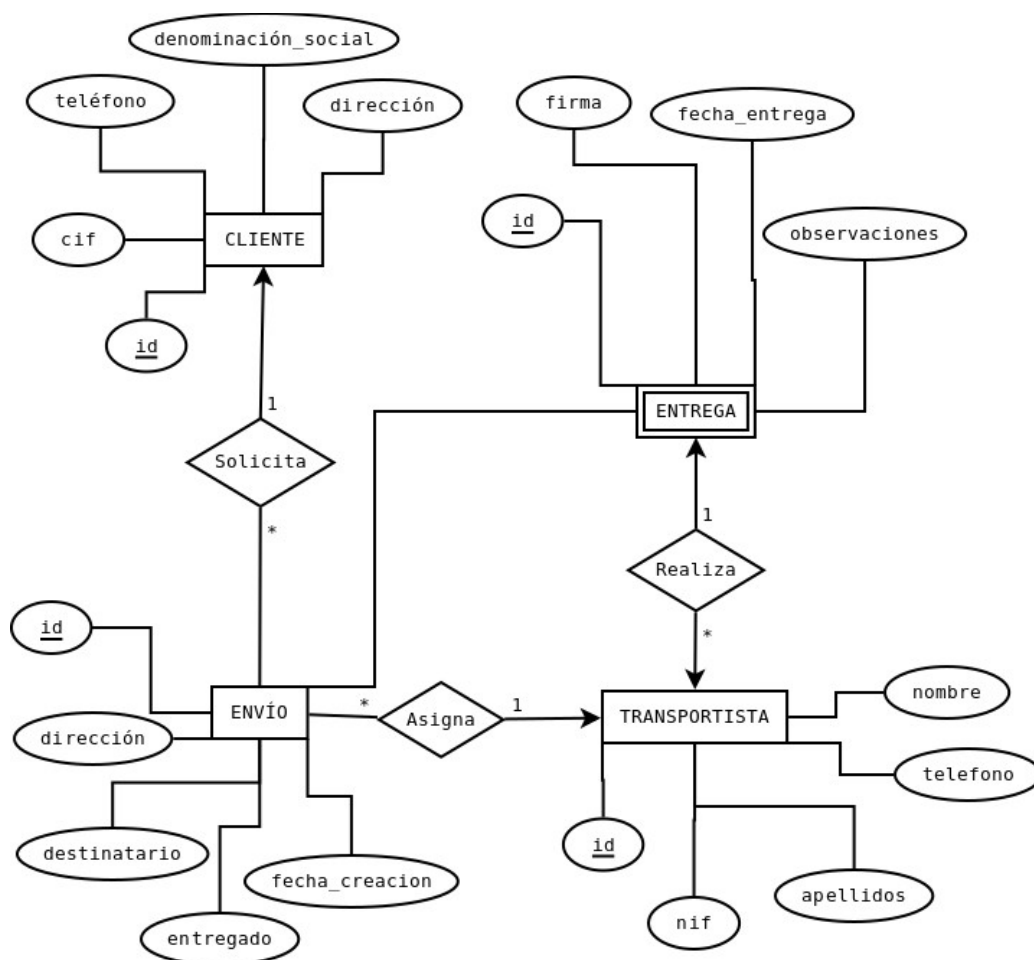 denominación_social
teléfono
dirección
firma
fecha_entrega
id
cif
CLIENTE
observaciones
id
ENTREGA
1
Solicita
*
1
Realiza
*
id
ENVÍO
*
Asigna
1
TRANSPORTISTA
nombre
dirección
telefono
destinatario
fecha_creacion
id
apellidos
entregado
nif